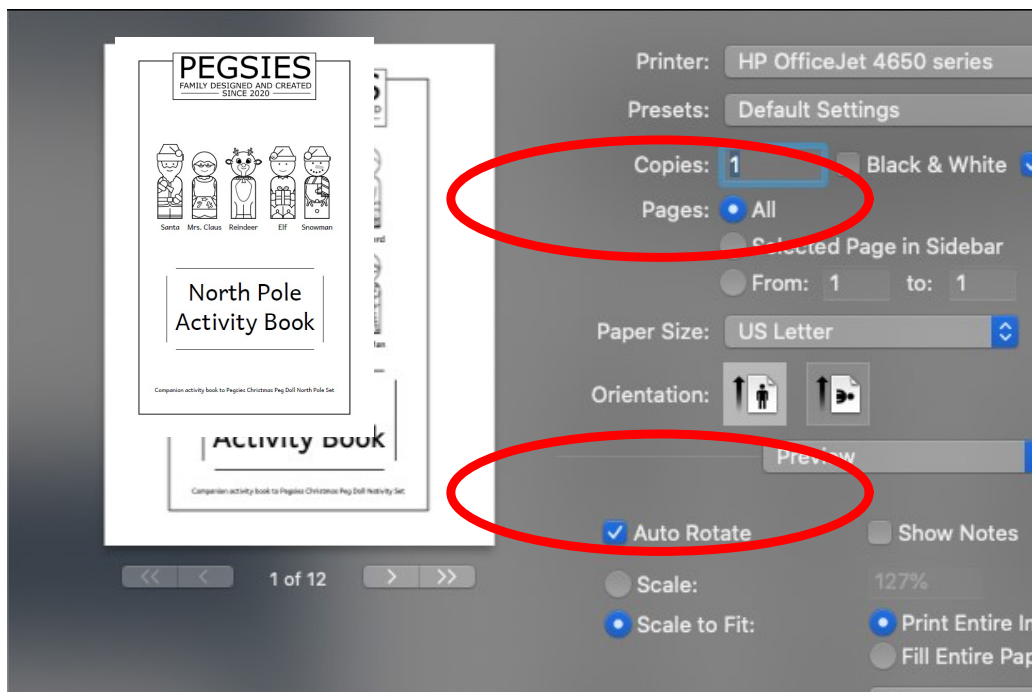 PEGSIES
FAMILY DESIGNED AND CREATED
SINCE 2020
Santa Mrs. Claus Reindeer Elf Snowman
North Pole
Activity Book
Companion activity book to Pegsies Christmas Peg Doll North Pole Set
Activity Book
Companion activity book to Pegsies Christmas Peg Doll Nativity Set
<< < 1 of 12 > >>
Printer: HP OfficeJet 4650 series
Presets: Default Settings
Copies: 1 Black & White
Pages: All
Selected Page in Sidebar
From: 1 to: 1
Paper Size: US Letter
Orientation:
Preview
Auto Rotate Show Notes
Scale: 127%
Scale to Fit: Print Entire
Fill Entire